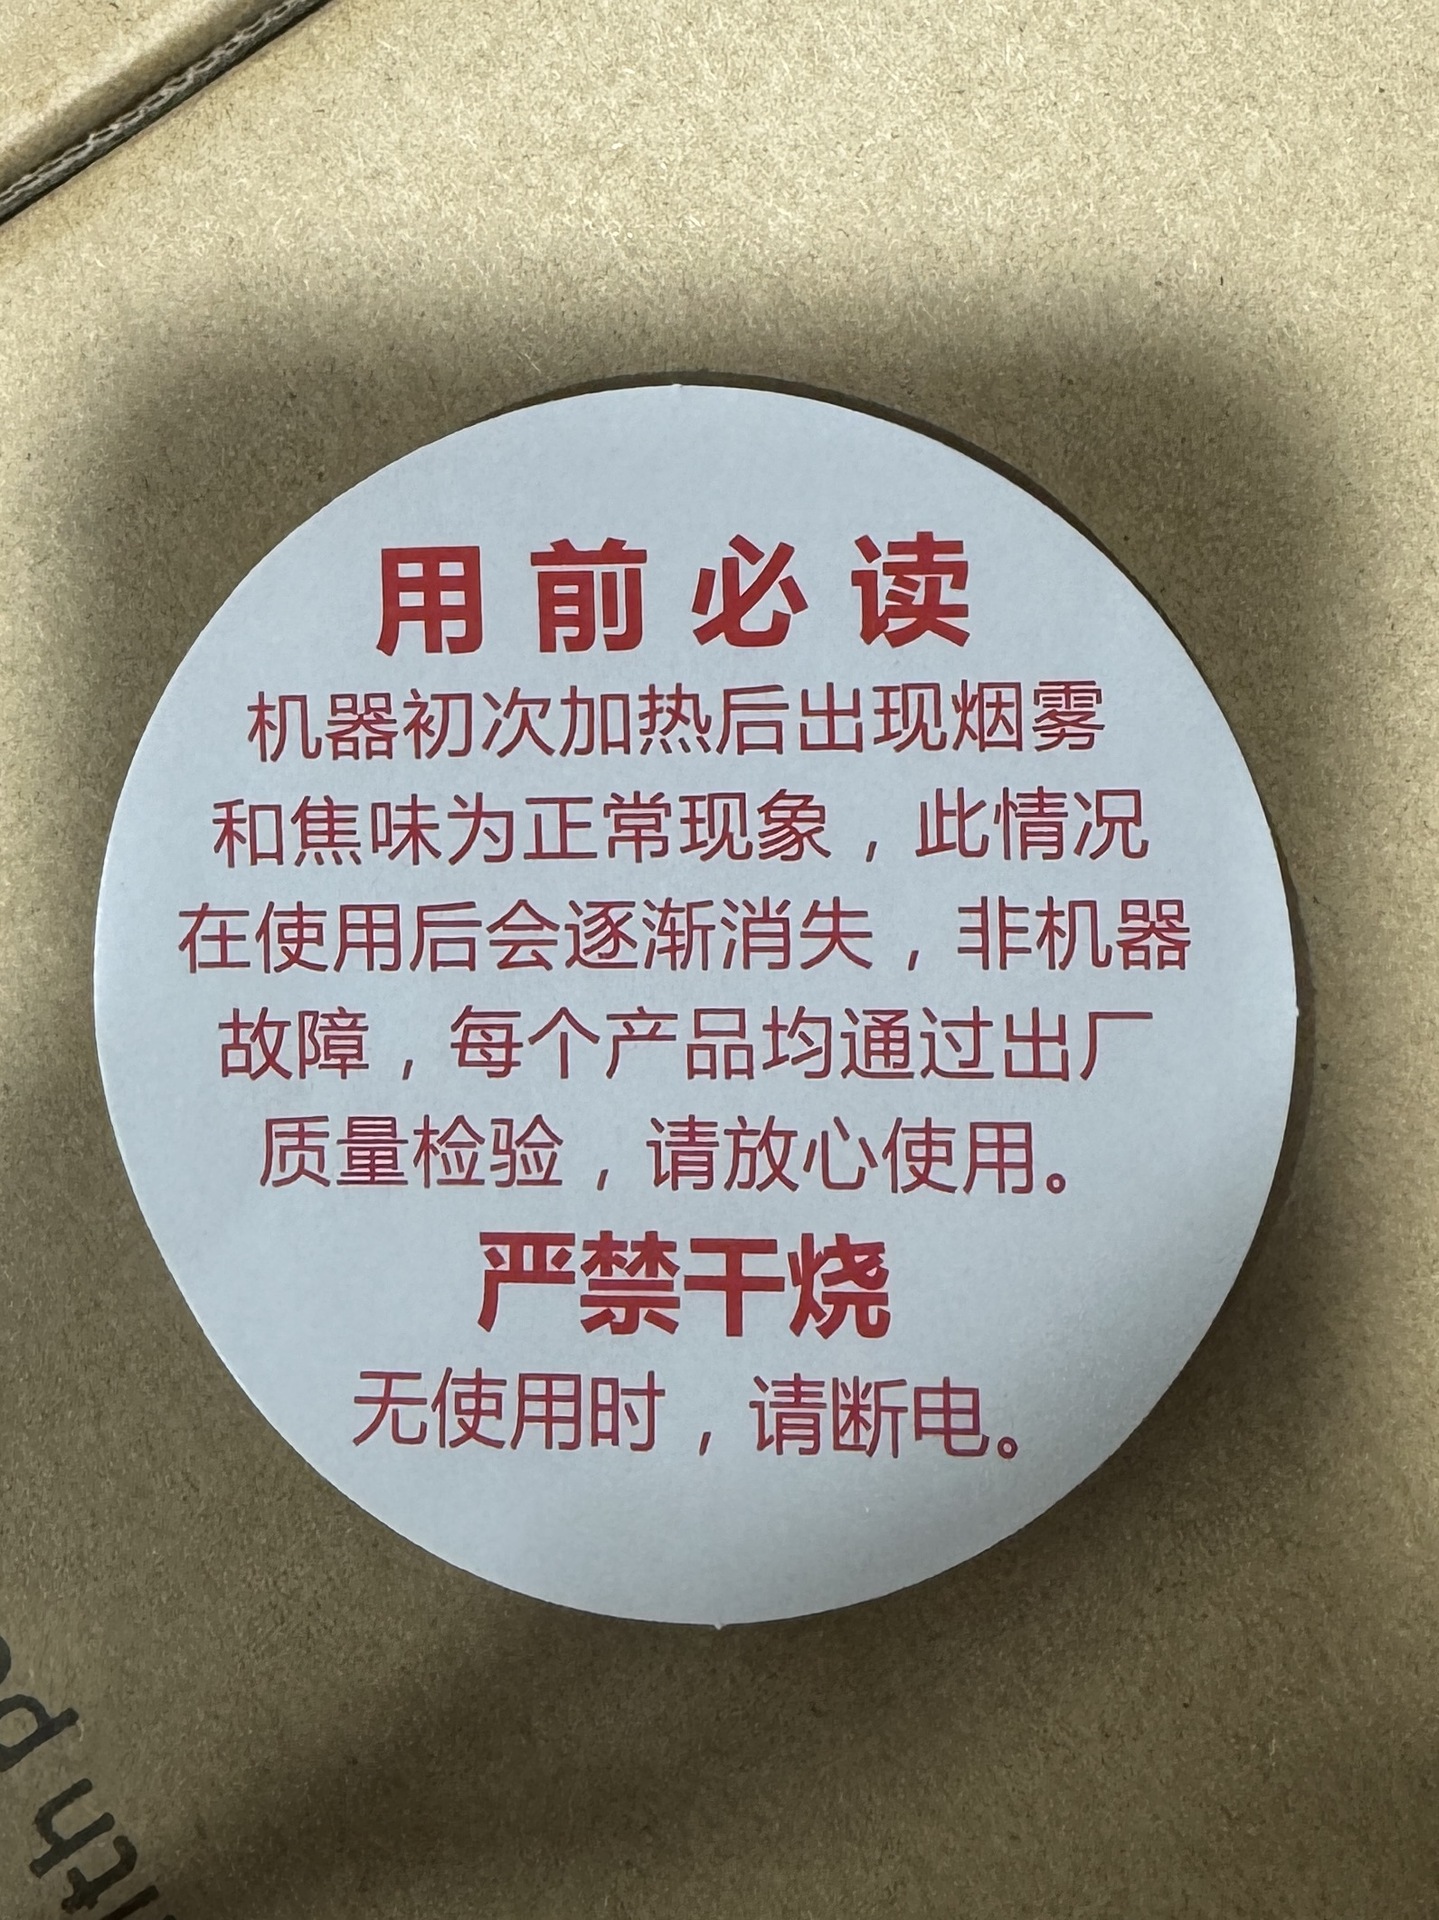 用前必读
机器初次加热后出现烟雾
和焦味为正常现象，此情况
在使用后会逐渐消失，非机器
故障，每个产品均通过出厂
质量检验，请放心使用。
严禁干烧
无使用时，请断电。